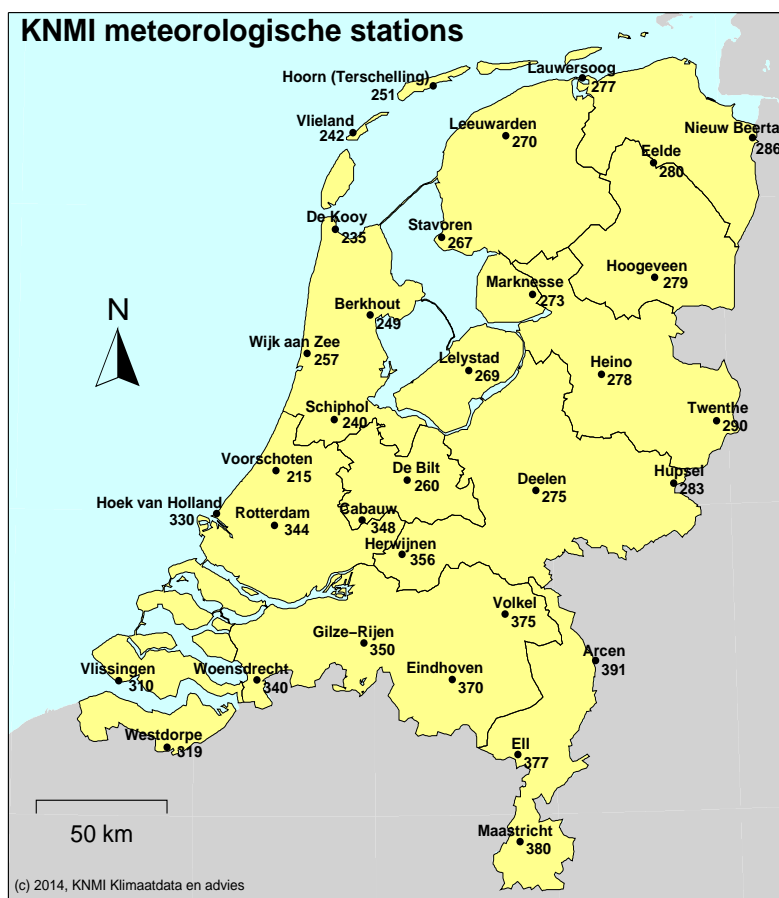 KNMI meteorologische stations
Lauwersoog
277
Hoorn (Terschelling)
251
Vlieland
242
Leeuwarden
270
Nieuw Beerta
286
Eelde
280
De Kooy
235
Stavoren
267
Hoogeveen
279
Marknesse
273
Berkhout
249
N
Wijk aan Zee
257
Lelystad
269
Heino
278
Twenthe
290
Schiphol
240
Voorschoten
215
De Bilt
260
Deelen
275
Hupsel
283
Hoek van Holland
330
Rotterdam
344
Cabauw
348
Herwijnen
356
Volkel
375
Gilze–Rijen
350
Arcen
391
Vlissingen
310
Woensdrecht
340
Eindhoven
370
Westdorpe
319
Ell
377
50 km
Maastricht
380
(c) 2014, KNMI Klimaatdata en advies